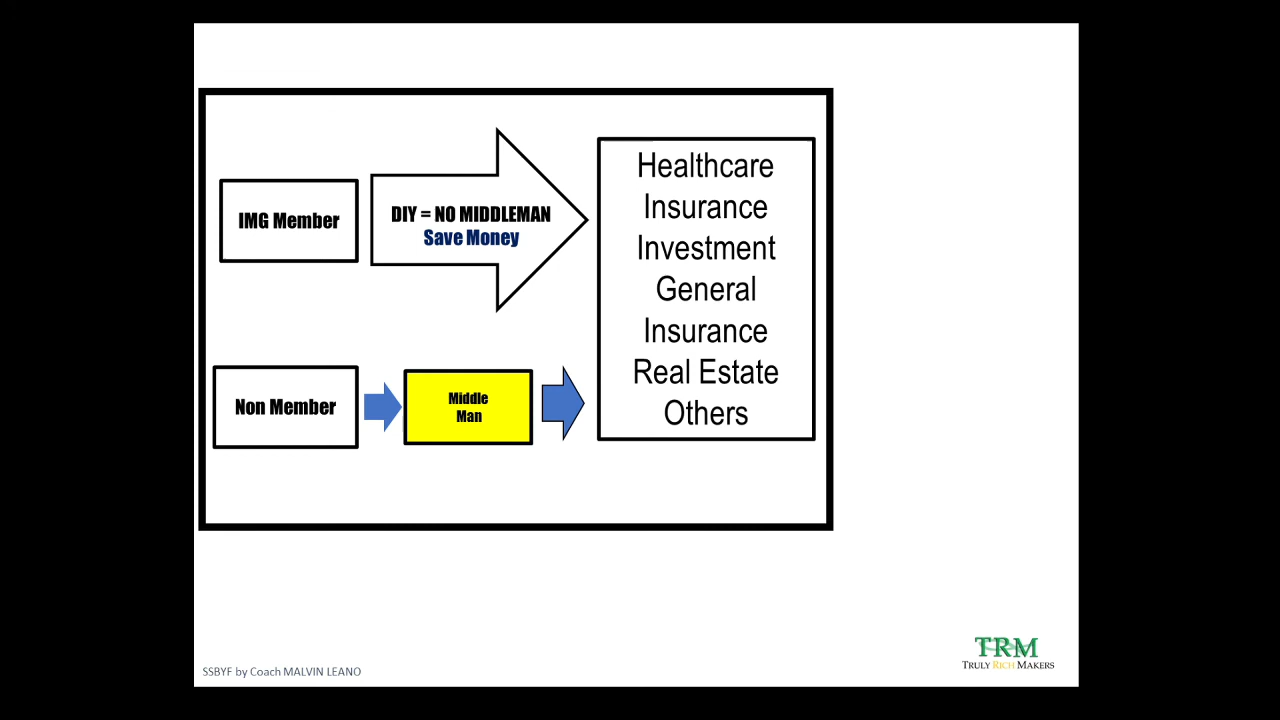 IMG Member
DIY = NO MIDDLEMAN
Save Money
Non Member
Middle
Man
Healthcare
Insurance
Investment
General
Insurance
Real Estate
Others
SSBYF by Coach MALVIN LEANO
TRM
TRULY RICH MAKERS